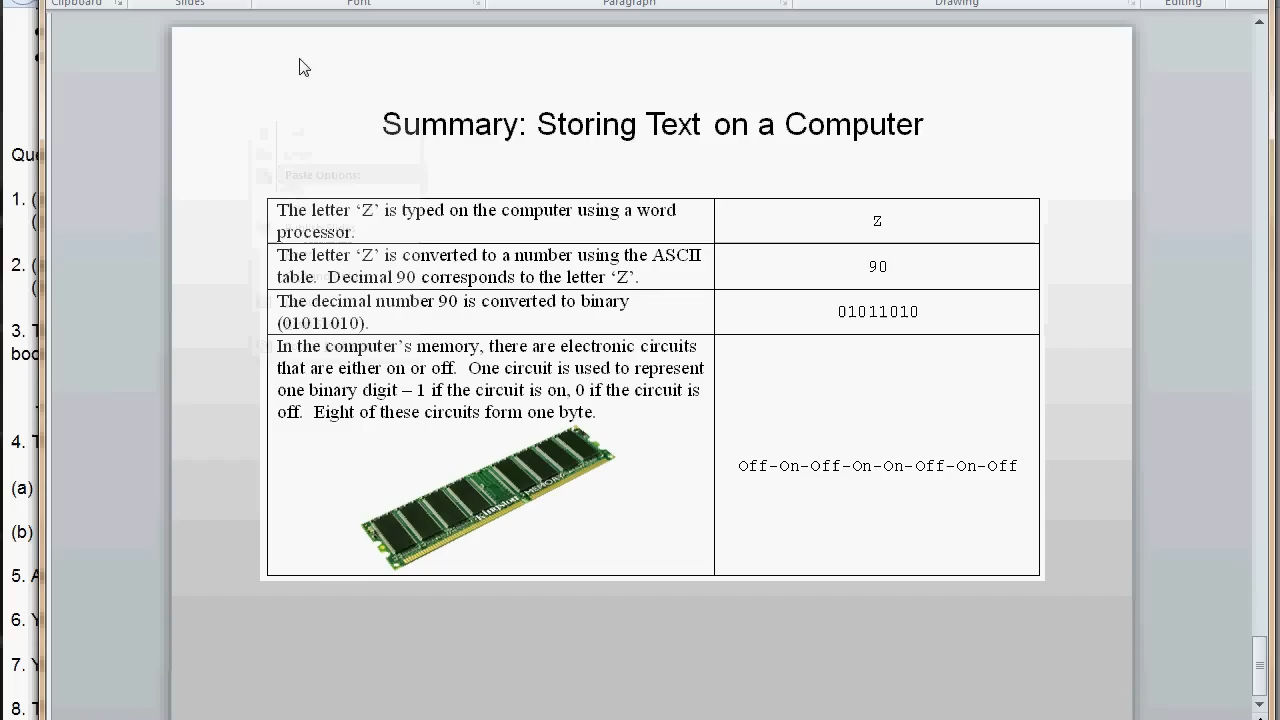 Clipboard
Slides
Font
Paragraph
Drawing
Editing
Summary: Storing Text on a Computer
Paste Options:
The letter ‘Z’ is typed on the computer using a word
processor.
Z
The letter ‘Z’ is converted to a number using the ASCII
table.  Decimal 90 corresponds to the letter ‘Z’.
90
The decimal number 90 is converted to binary
(01011010).
01011010
In the computer’s memory, there are electronic circuits
that are either on or off.  One circuit is used to represent
one binary digit – 1 if the circuit is on, 0 if the circuit is
off.  Eight of these circuits form one byte.
Kingston
MEMORY
Off-On-Off-On-On-Off-On-Off
1. (
(
2. (
(
3. T
4. T
(a)
(b)
5. A
6. Y
7. Y
8. T